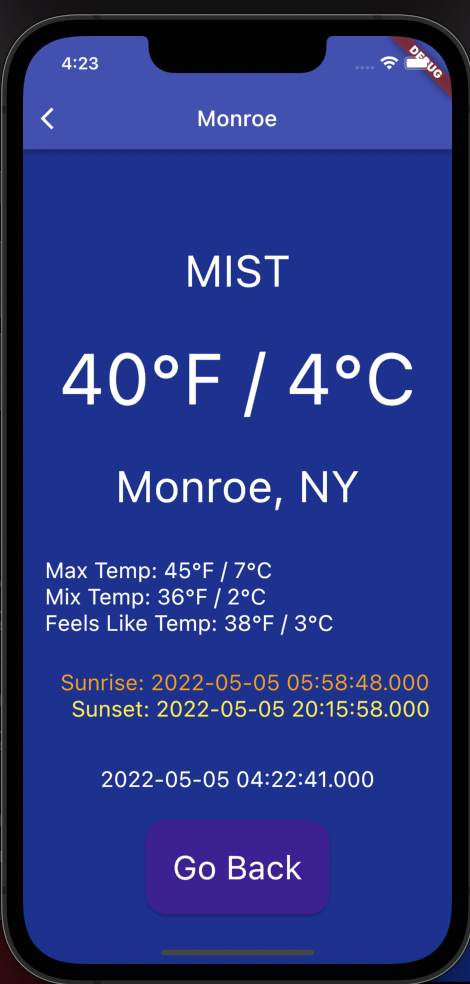 4:23
DEBUG
Monroe
MIST
40°F / 4°C
Monroe, NY
Max Temp: 45°F / 7°C
Mix Temp: 36°F / 2°C
Feels Like Temp: 38°F / 3°C
Sunrise: 2022-05-05 05:58:48.000
Sunset: 2022-05-05 20:15:58.000
2022-05-05 04:22:41.000
Go Back